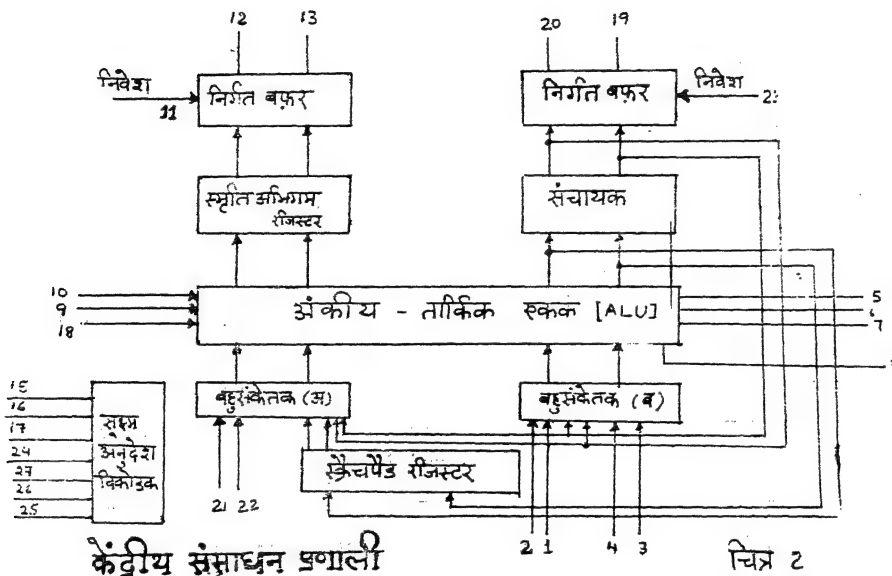 12 13 20 19
निवेश
11
निर्गत बफ़र
निर्गत बफ़र
निवेश
2
स्मृति अभिगम
रजिस्टर
संचायक
10
9
18
अंकीय - तार्किक एकक [ALU]
5
6
7
बहुसंकेतक (अ)
बहुसंकेतक (ब)
15
16
17
24
27
26
25
सूक्ष्म
अनुदेश
विकोडक
स्क्रैचपैड रजिस्टर
21 22
2 1 4 3
केंद्रीय संसाधन प्रणाली
चित्र 2